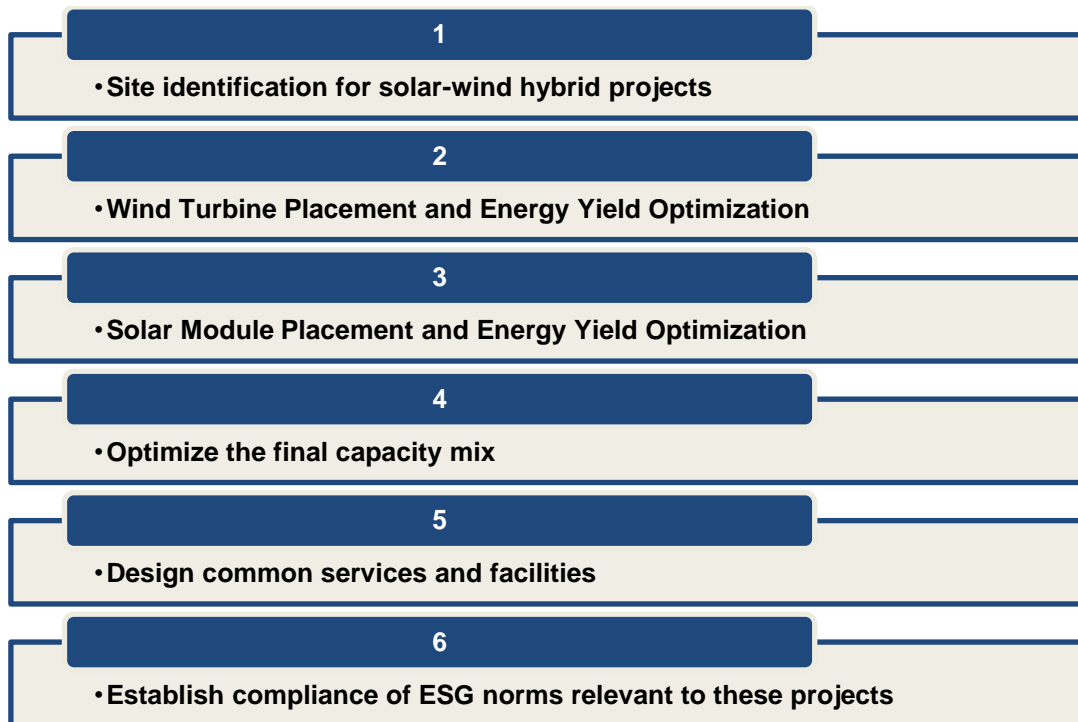 1
•Site identification for solar-wind hybrid projects
2
•Wind Turbine Placement and Energy Yield Optimization
3
•Solar Module Placement and Energy Yield Optimization
4
•Optimize the final capacity mix
5
•Design common services and facilities
6
•Establish compliance of ESG norms relevant to these projects